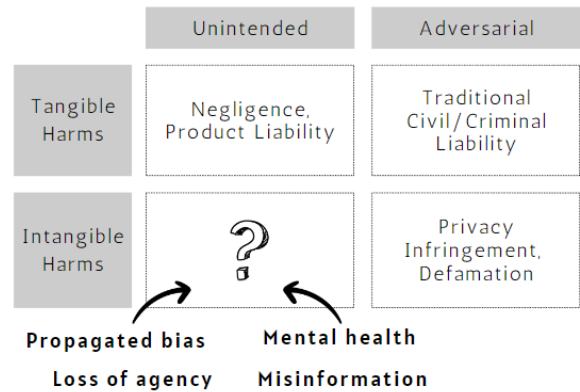 Unintended
Adversarial
Tangible
Harms
Negligence,
Product Liability
Traditional
Civil/Criminal
Liability
Intangible
Harms
?
Privacy
Infringement,
Defamation
Propagated bias
Mental health
Loss of agency
Misinformation